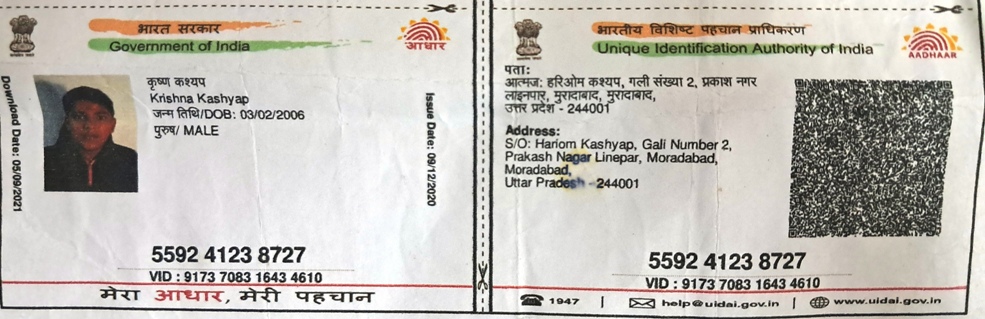 भारत सरकार
Government of India
आधार
Download Date: 05/09/2021
कृष्ण कश्यप
Krishna Kashyap
जन्म तिथि/DOB: 03/02/2006
पुरुष/ MALE
Issue Date: 09/12/2020
5592 4123 8727
VID : 9173 7083 1643 4610
मेरा आधार, मेरी पहचान
भारतीय विशिष्ट पहचान प्राधिकरण
Unique Identification Authority of India
AADHAAR
पता:
आत्मज: हरिओम कश्यप, गली संख्या 2, प्रकाश नगर
लाइनपार, मुरादाबाद, मुरादाबाद,
उत्तर प्रदेश - 244001
Address:
S/O: Hariom Kashyap, Gali Number 2,
Prakash Nagar Linepar, Moradabad,
Moradabad,
Uttar Pradesh - 244001
5592 4123 8727
VID : 9173 7083 1643 4610
1947 | help@uidai.gov.in | www.uidai.gov.in